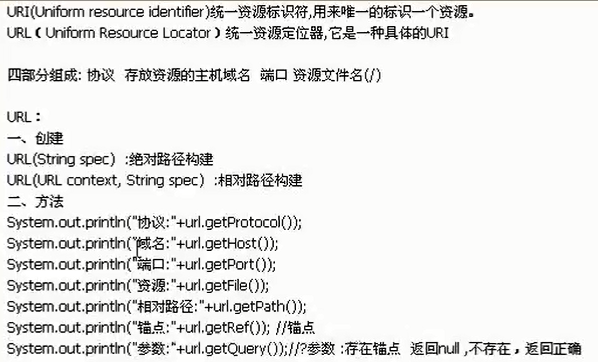 URI(Uniform resource identifier)统一资源标识符,用来唯一的标识一个资源。
URL（Uniform Resource Locator）统一资源定位器,它是一种具体的URI
四部分组成: 协议 存放资源的主机域名 端口 资源文件名(/)
URL：
一、创建
URL(String spec）:绝对路径构建
URL(URL context, String spec）:相对路径构建
二、方法
System.out.println("协议:"+url.getProtocol());
System.out.println("域名:"+url.getHost());
System.out.println("端口:"+url.getPort());
System.out.println("资源:"+url.getFile());
System.out.println("相对路径:"+url.getPath());
System.out.println("锚点:"+url.getRef()); //锚点
System.out.println("参数:"+url.getQuery());//?参数 :存在锚点 返回null ,不存在，返回正确